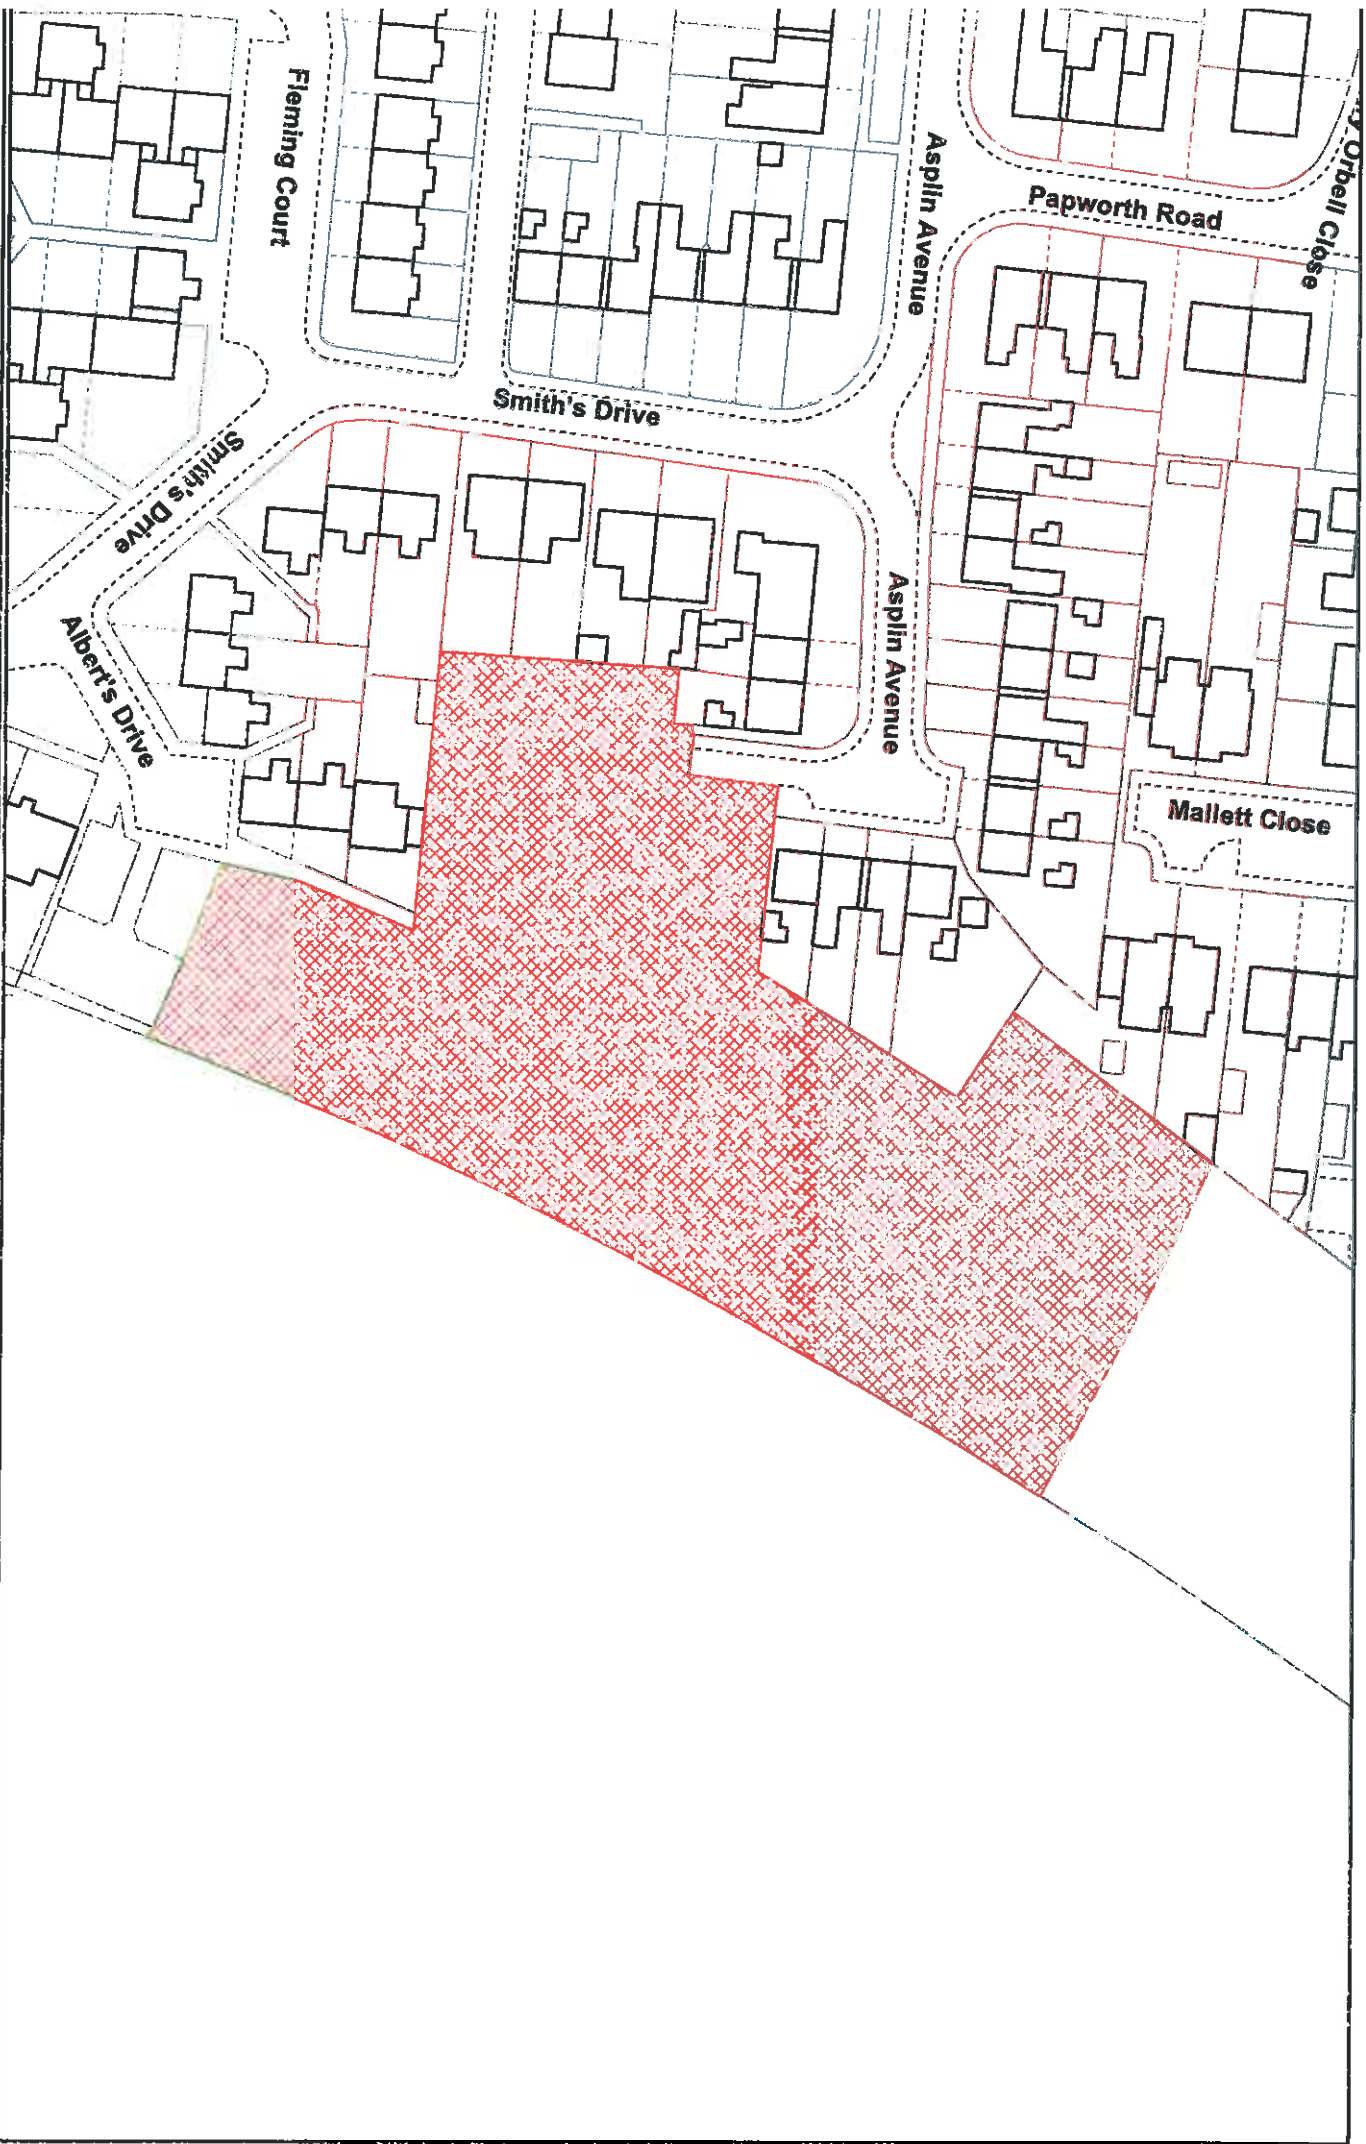 Fleming Court
Asplin Avenue
Papworth Road
Orbell Close
Smith's Drive
Smith's Drive
Albert's Drive
Asplin Avenue
Mallett Close